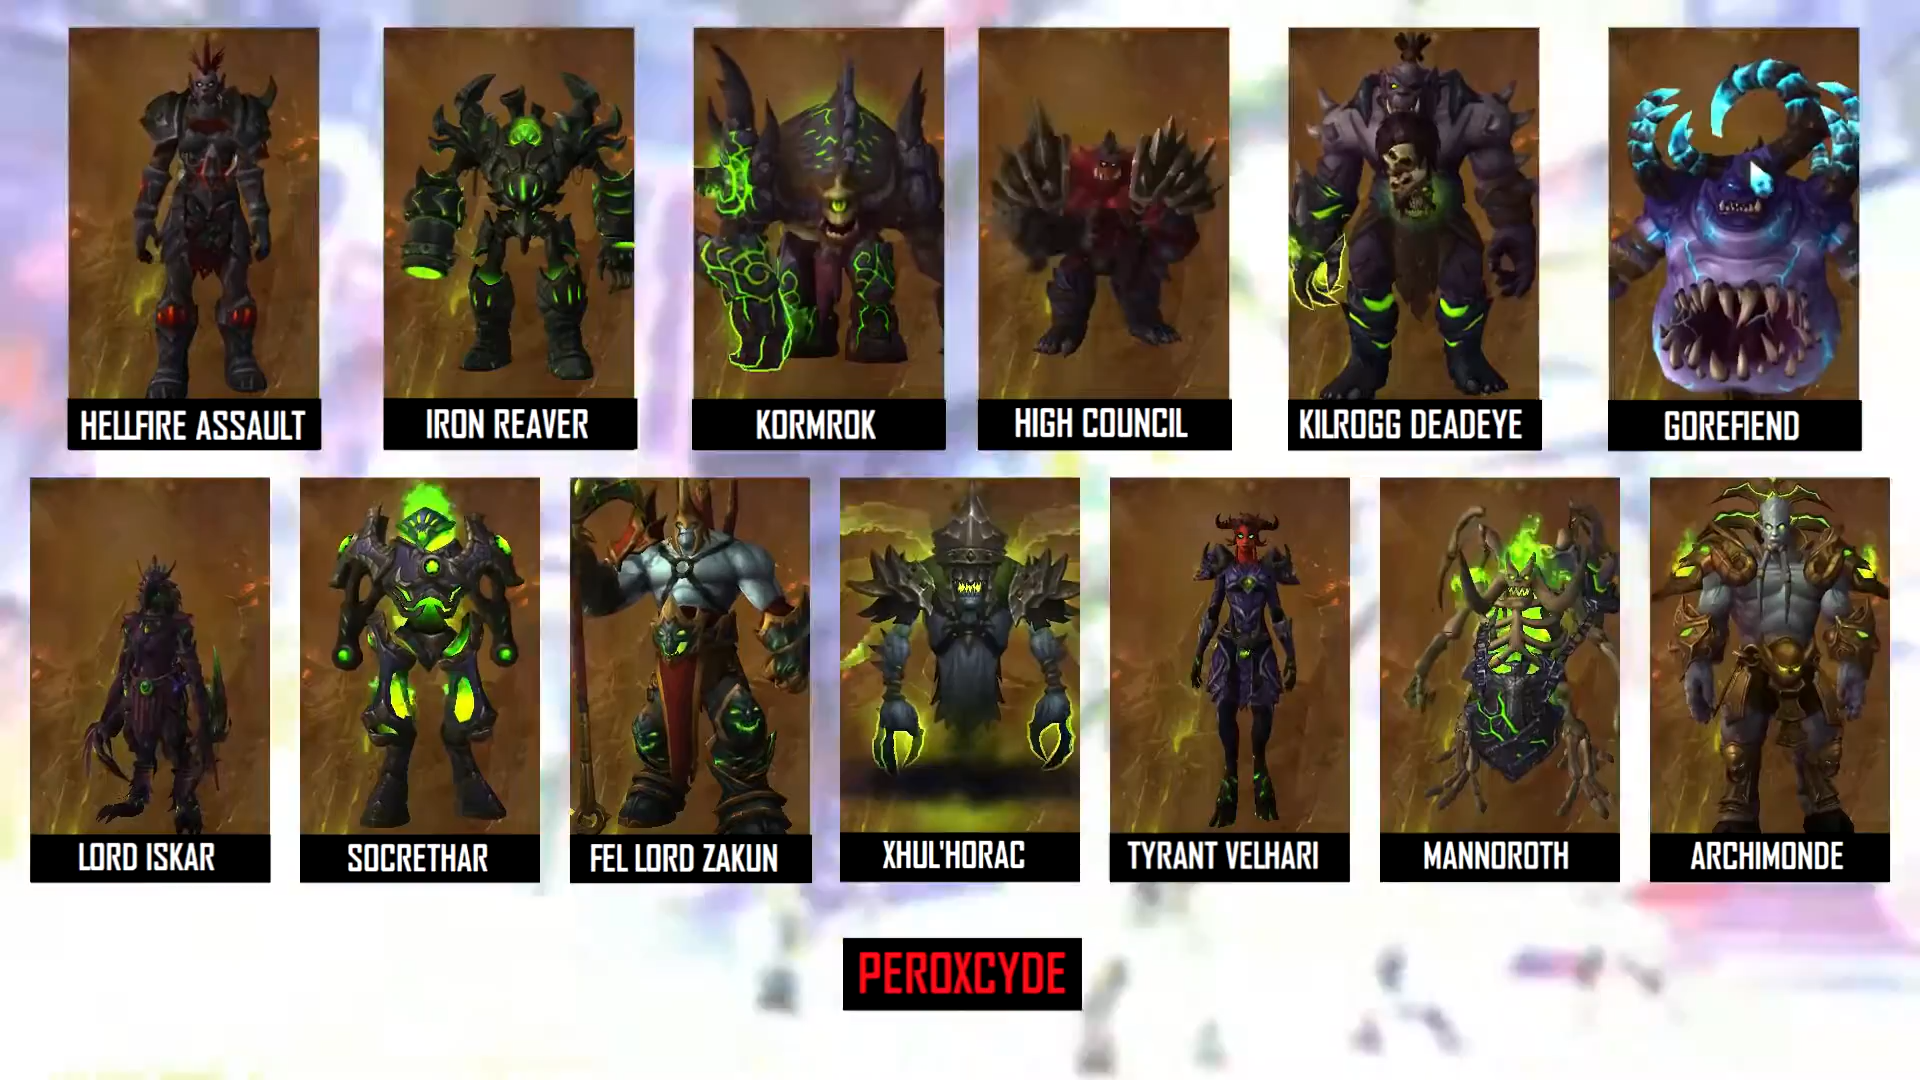 HELLFIRE ASSAULT
IRON REAVER
KORMROK
HIGH COUNCIL
KILROGG DEADEYE
GOREFIEND
LORD ISKAR
SOCRETHAR
FEL LORD ZAKUN
XHUL'HORAC
TYRANT VELHARI
MANNOROTH
ARCHIMONDE
PEROXCYDE